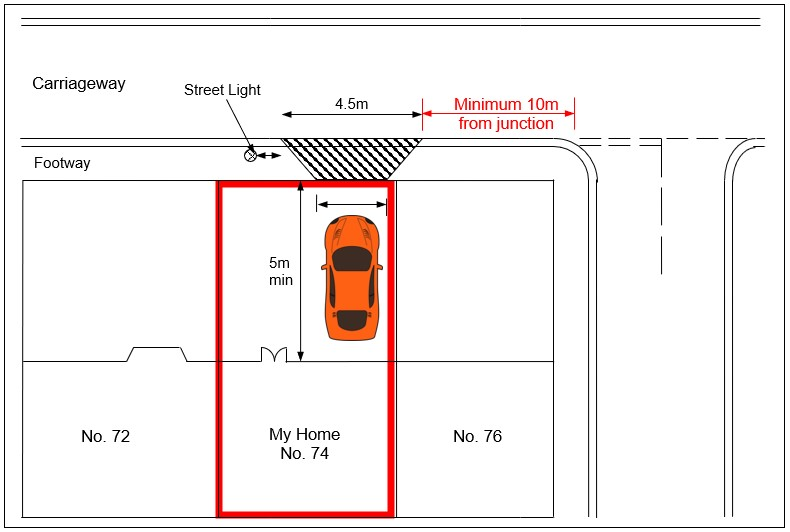 Carriageway
Street Light
4.5m
Minimum 10m
from junction
Footway
5m
min
No. 72
My Home
No. 74
No. 76